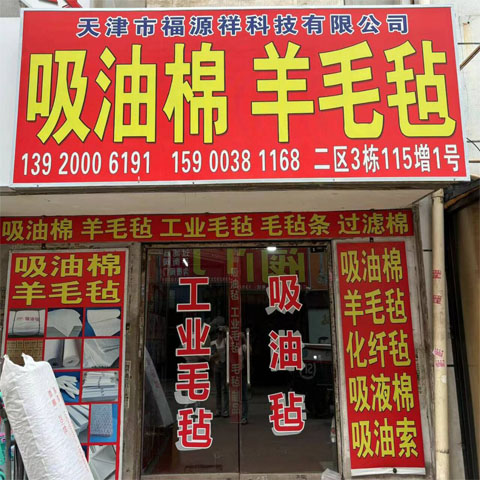 天津市福源祥科技有限公司
吸油棉 羊毛毡
139 2000 6191 159 0038 1168 二区3栋115增1号
吸油棉 羊毛毡 工业毛毡 毛毡条 过滤棉
吸油棉
羊毛毡
工业毛毡
吸油毡
吸油棉
羊毛毡
化纤毡
吸液棉
吸油索